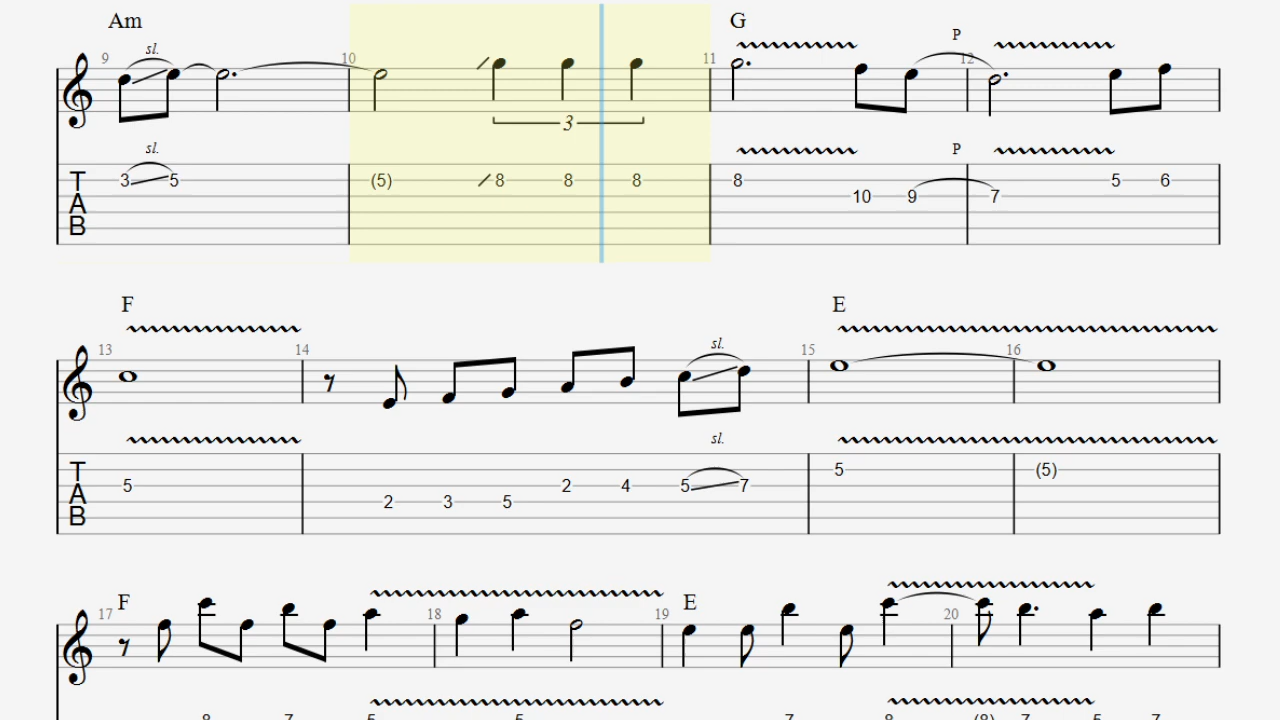 Am G
sl. P
9 10 11 12
3
sl. P
T A B 3 5 (5) 8 8 8 8 10 9 7 5 6
F E
13 14 15 16
sl.
sl.
T A B 5 2 3 5 2 4 5 7 5 (5)
17 F 18 19 E 20